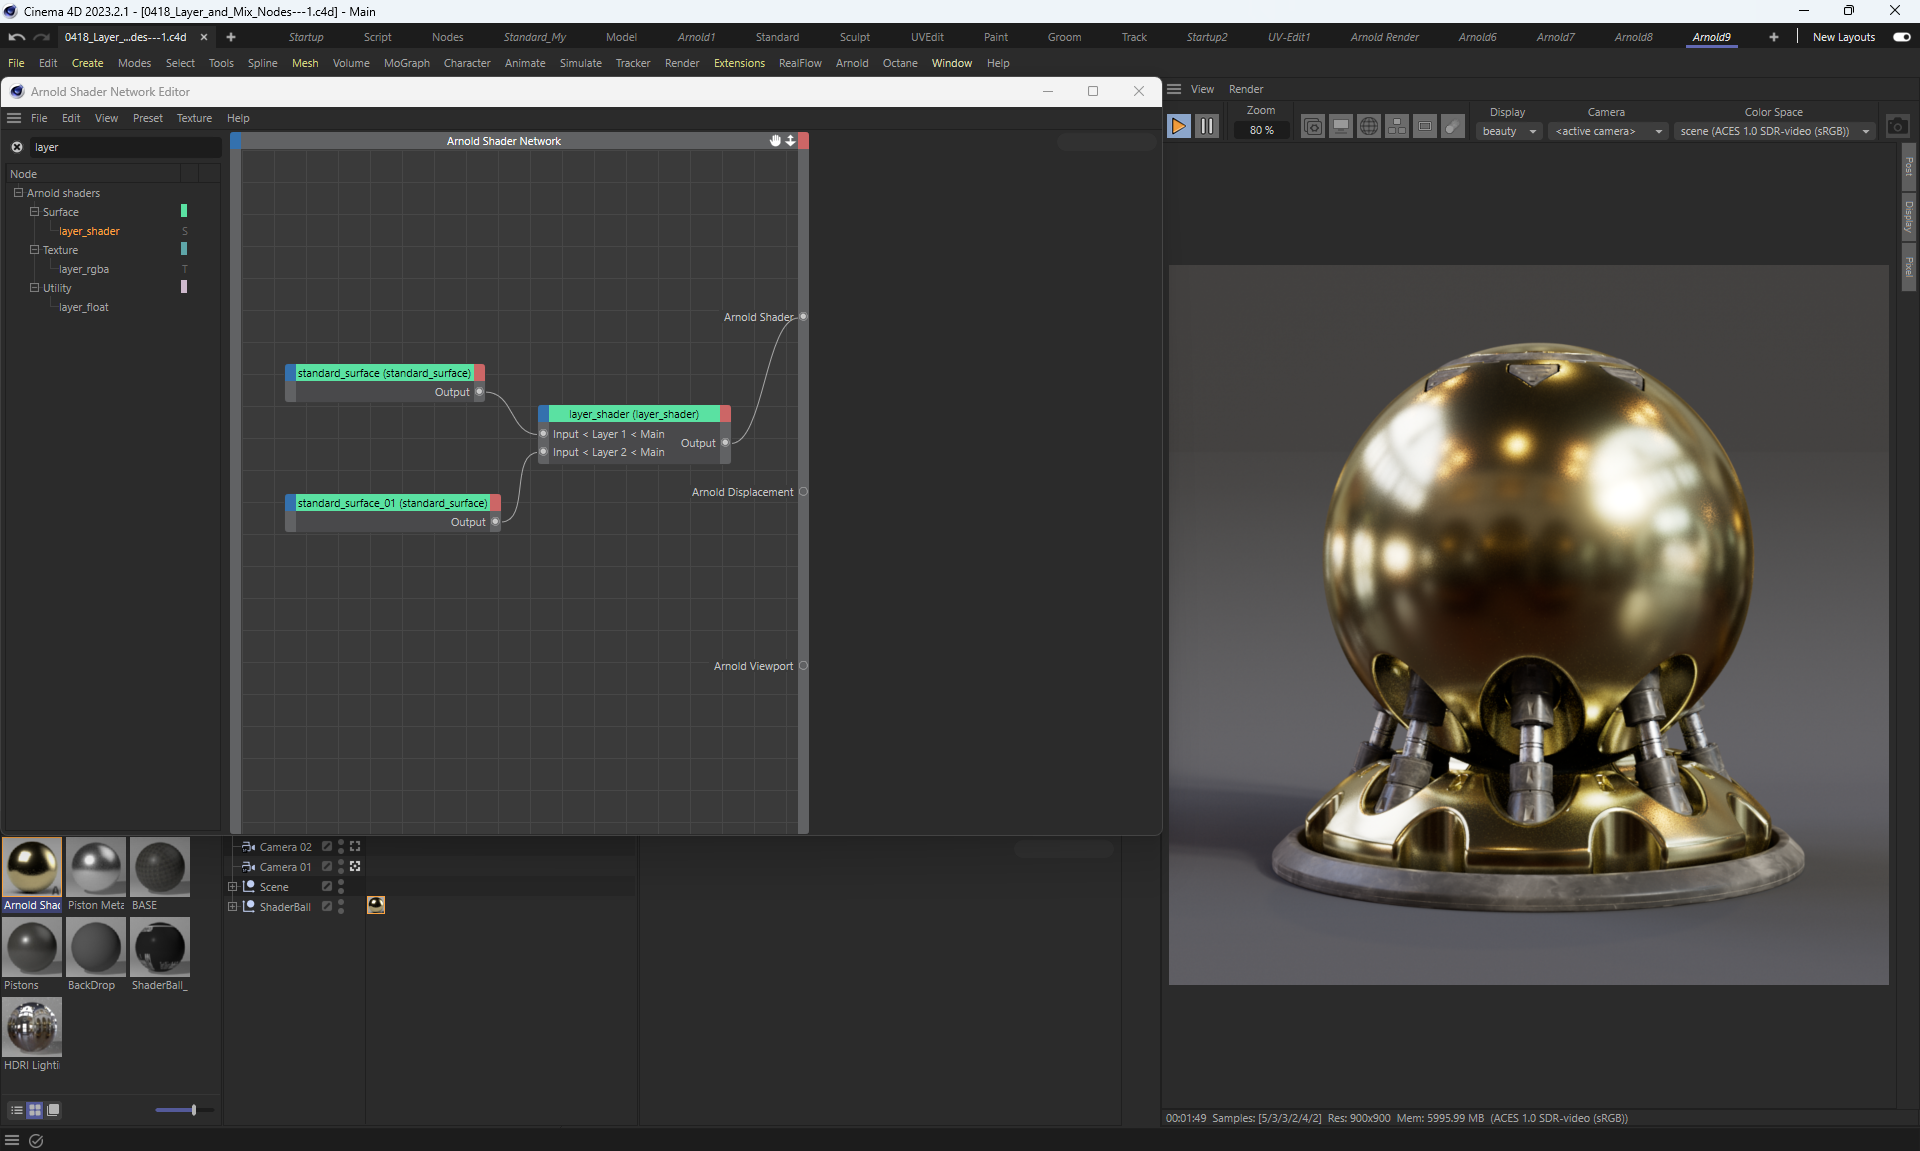 Cinema 4D 2023.2.1 - [0418_Layer_and_Mix_Nodes---1.c4d] - Main
0418_Layer_...des---1.c4d
Startup Script Nodes Standard_My Model Arnold1 Standard Sculpt UVEdit Paint Groom Track Startup2 UV-Edit1 Arnold Render Arnold6 Arnold7 Arnold8 Arnold9 New Layouts
File Edit Create Modes Select Tools Spline Mesh Volume MoGraph Character Animate Simulate Tracker Render Extensions RealFlow Arnold Octane Window Help
Arnold Shader Network Editor
File Edit View Preset Texture Help
layer
Node
Arnold shaders
Surface
layer_shader S
Texture
layer_rgba T
Utility
layer_float
Arnold Shader Network
Arnold Shader
standard_surface (standard_surface)
Output
layer_shader (layer_shader)
Input < Layer 1 < Main
Output
Input < Layer 2 < Main
Arnold Displacement
standard_surface_01 (standard_surface)
Output
Arnold Viewport
View Render
Zoom
80 %
Display
beauty
Camera
<active camera>
Color Space
scene (ACES 1.0 SDR-video (sRGB))
Post
Display
Pixel
Arnold Shac
Piston Meta
BASE
Pistons
BackDrop
ShaderBall_
HDRI Lighti
Camera 02
Camera 01
Scene
ShaderBall
00:01:49 Samples: [5/3/3/2/4/2] Res: 900x900 Mem: 5995.99 MB (ACES 1.0 SDR-video (sRGB))